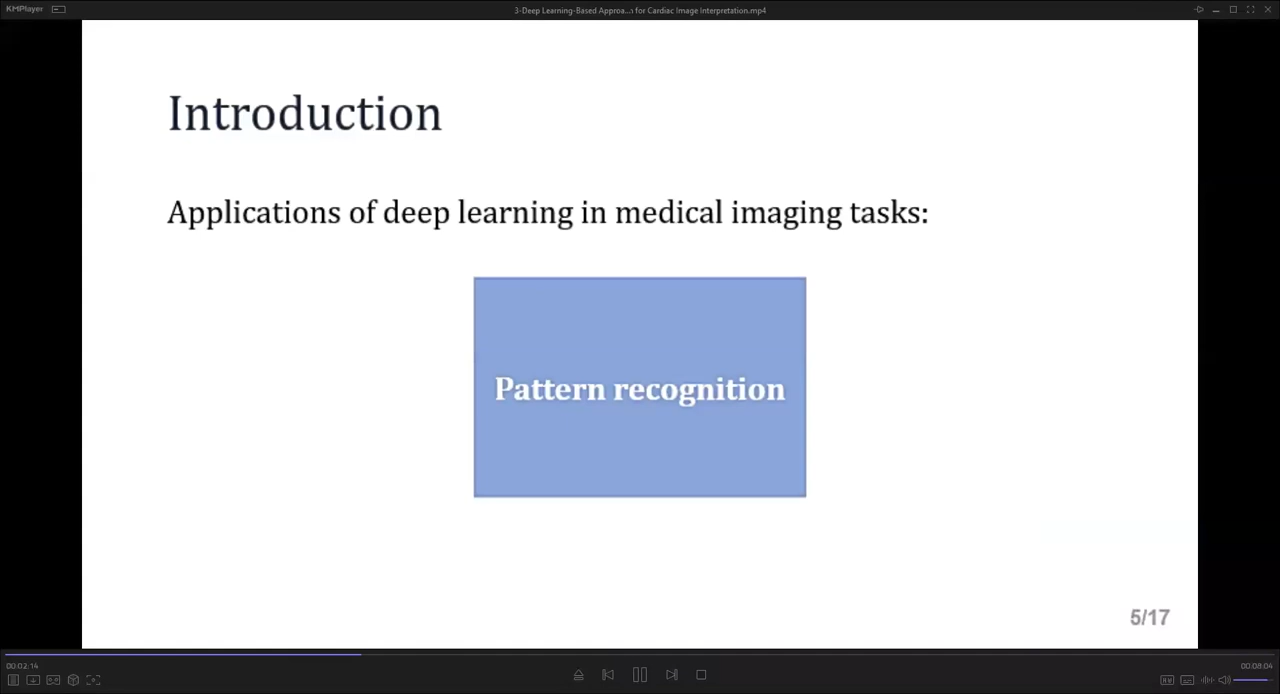 KMPlayer
3-Deep Learning-Based Approa...n for Cardiac Image Interpretation.mp4
Introduction
Applications of deep learning in medical imaging tasks:
Pattern recognition
5/17
00:02:14
00:08:04